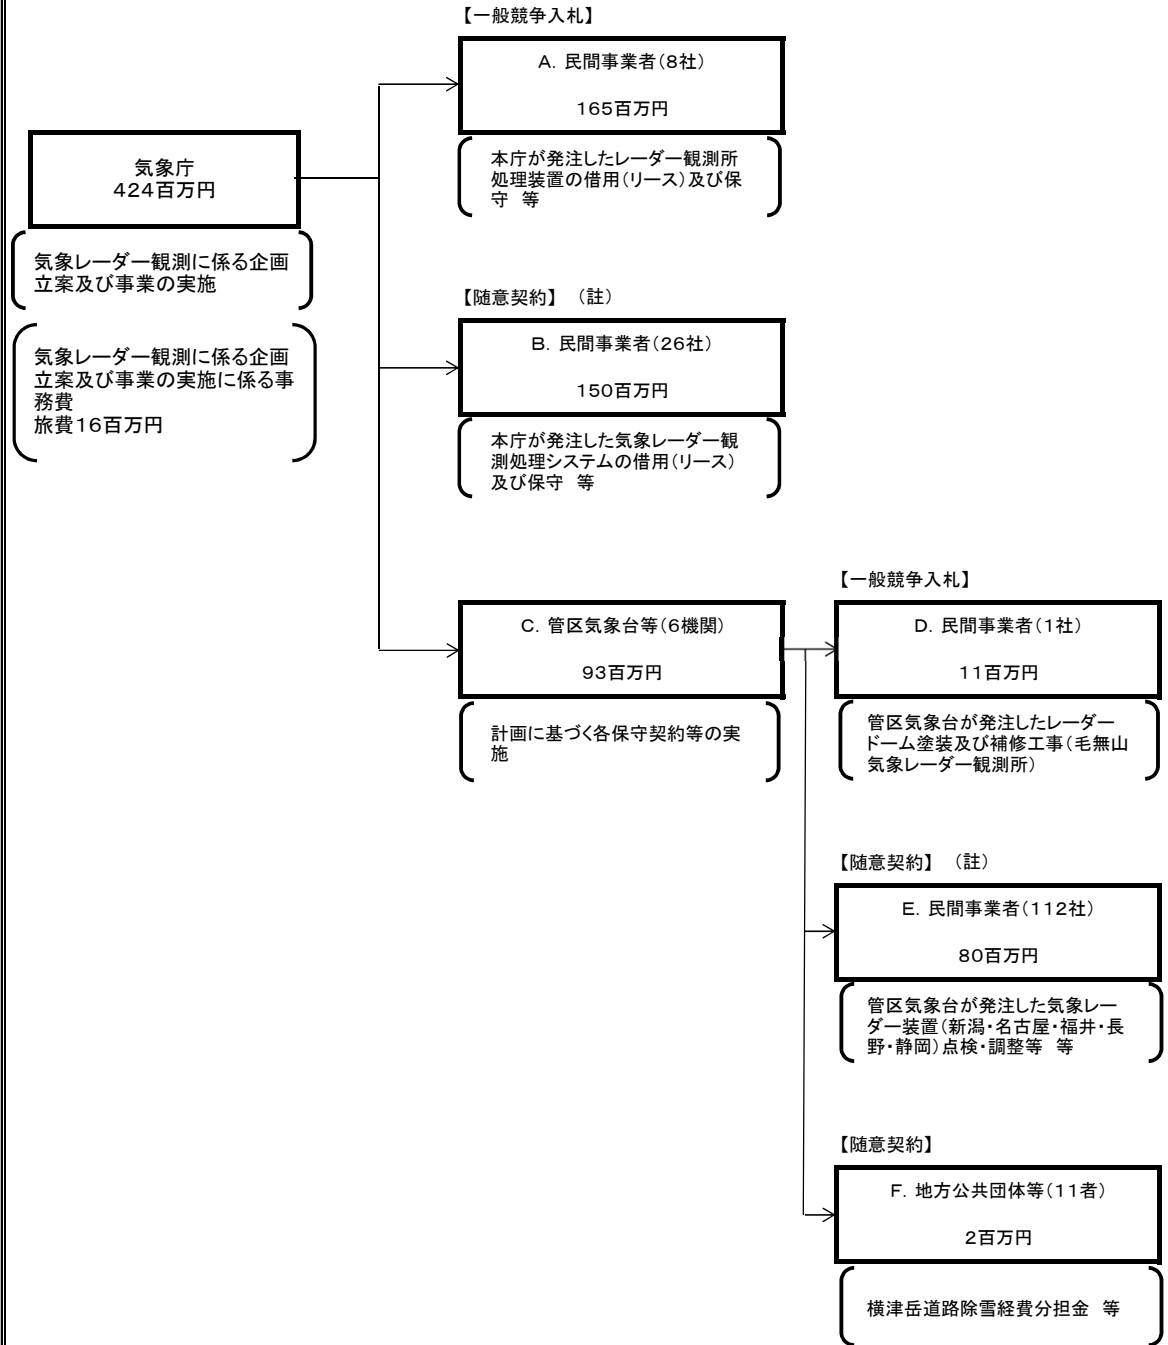 【一般競争入札】
A. 民間事業者(8社)
165百万円
本庁が発注したレーダー観測所
処理装置の借用(リース)及び保
守 等
気象庁
424百万円
気象レーダー観測に係る企画
立案及び事業の実施
気象レーダー観測に係る企画
立案及び事業の実施に係る事
務費
旅費16百万円
【随意契約】 (註)
B. 民間事業者(26社)
150百万円
本庁が発注した気象レーダー観
測処理システムの借用(リース)
及び保守 等
C. 管区気象台等(6機関)
93百万円
計画に基づく各保守契約等の実
施
【一般競争入札】
D. 民間事業者(1社)
11百万円
管区気象台が発注したレーダー
ドーム塗装及び補修工事(毛無山
気象レーダー観測所)
【随意契約】 (註)
E. 民間事業者(112社)
80百万円
管区気象台が発注した気象レー
ダー装置(新潟・名古屋・福井・長
野・静岡)点検・調整等 等
【随意契約】
F. 地方公共団体等(11者)
2百万円
横津岳道路除雪経費分担金 等